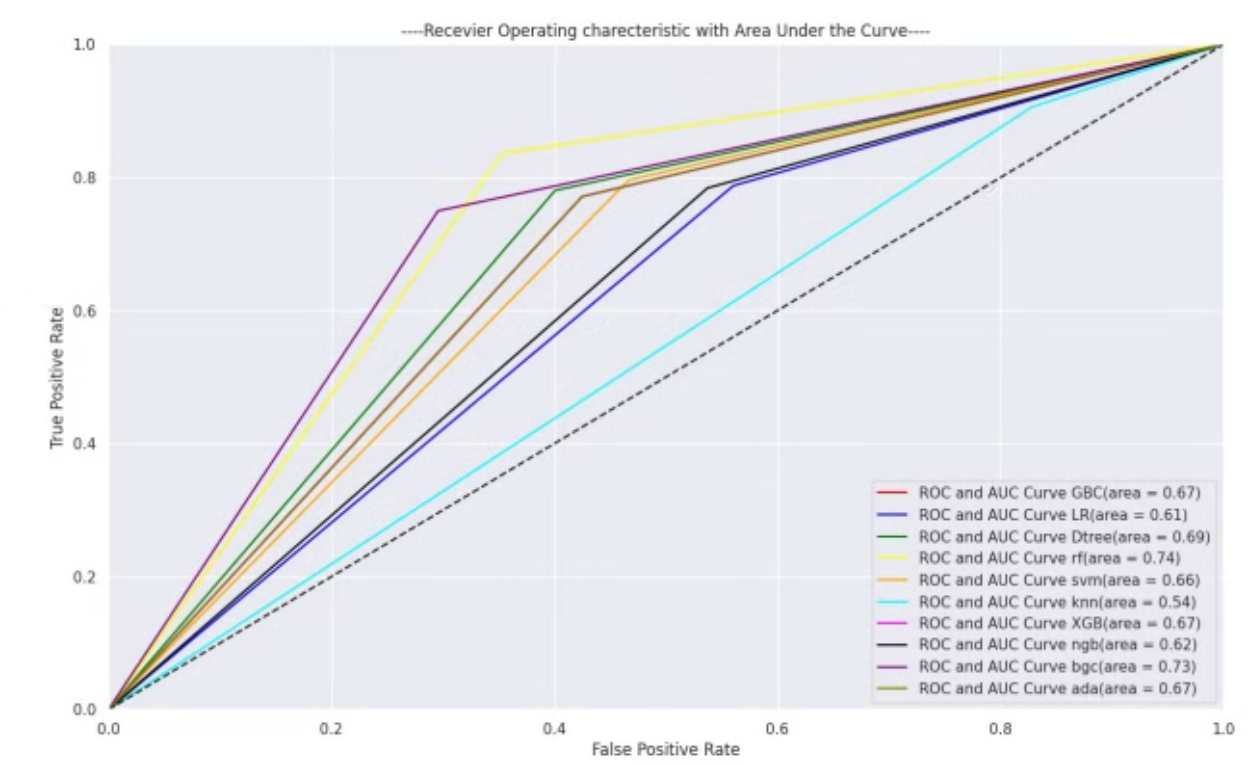 ----Recevier Operating charecteristic with Area Under the Curve----
1.0
0.8
0.6
0.4
0.2
0.0
True Positive Rate
0.0 0.2 0.4 0.6 0.8 1.0
False Positive Rate
ROC and AUC Curve GBC(area = 0.67)
ROC and AUC Curve LR(area = 0.61)
ROC and AUC Curve Dtree(area = 0.69)
ROC and AUC Curve rf(area = 0.74)
ROC and AUC Curve svm(area = 0.66)
ROC and AUC Curve knn(area = 0.54)
ROC and AUC Curve XGB(area = 0.67)
ROC and AUC Curve ngb(area = 0.62)
ROC and AUC Curve bgc(area = 0.73)
ROC and AUC Curve ada(area = 0.67)